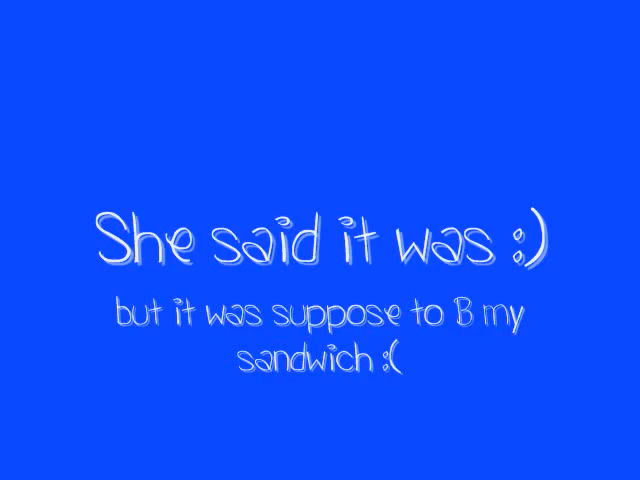 She said it was :)
but it was suppose to B my
sandwich :(